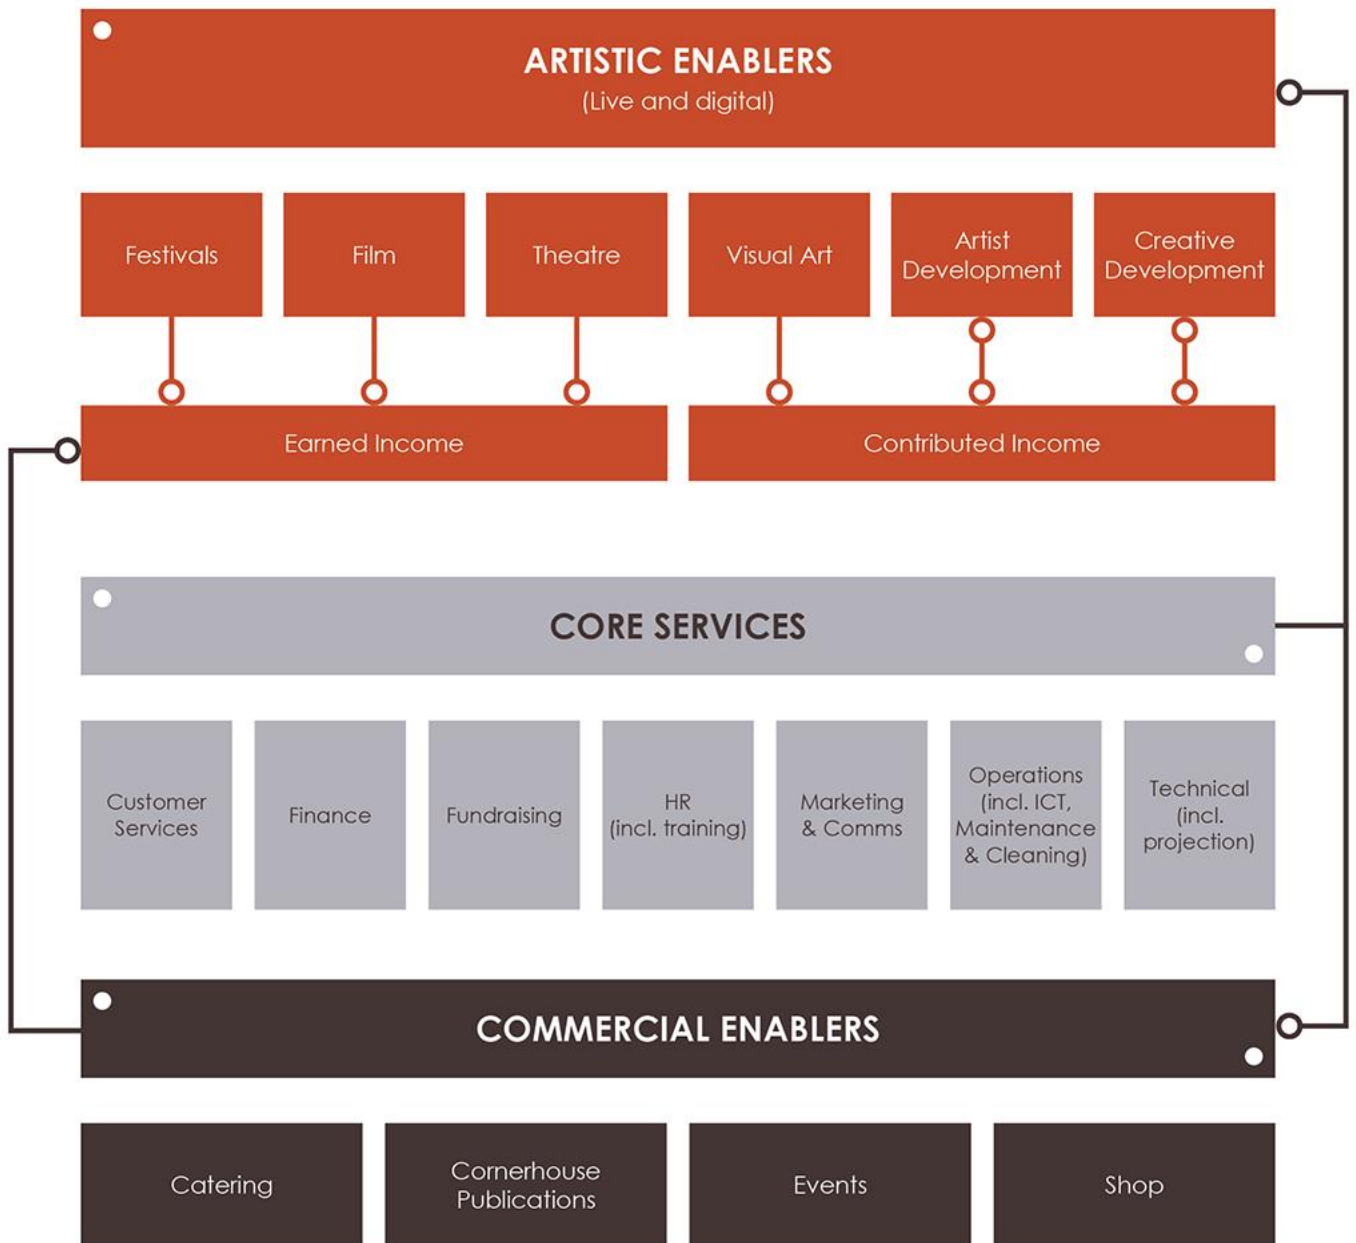 ARTISTIC ENABLERS
(Live and digital)
Festivals
Film
Theatre
Visual Art
Artist
Development
Creative
Development
Earned Income
Contributed Income
CORE SERVICES
Customer
Services
Finance
Fundraising
HR
(incl. training)
Marketing
& Comms
Operations
(incl. ICT,
Maintenance
& Cleaning)
Technical
(incl.
projection)
COMMERCIAL ENABLERS
Catering
Cornerhouse
Publications
Events
Shop